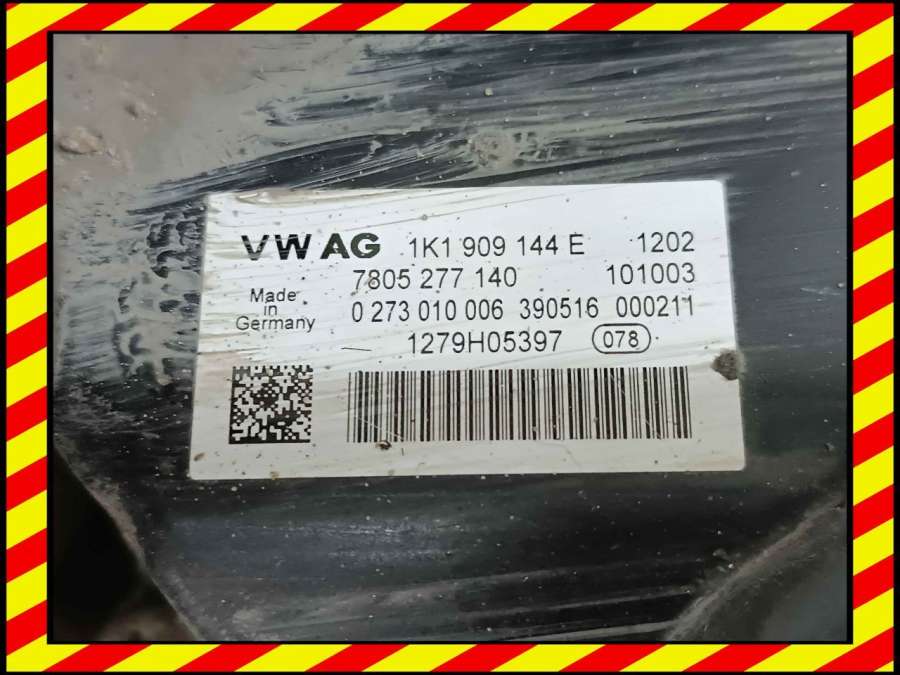 VW AG 1K1 909 144 E 1202
7805 277 140 101003
Made in Germany
0 273 010 006 390516 000211
1279H05397 078